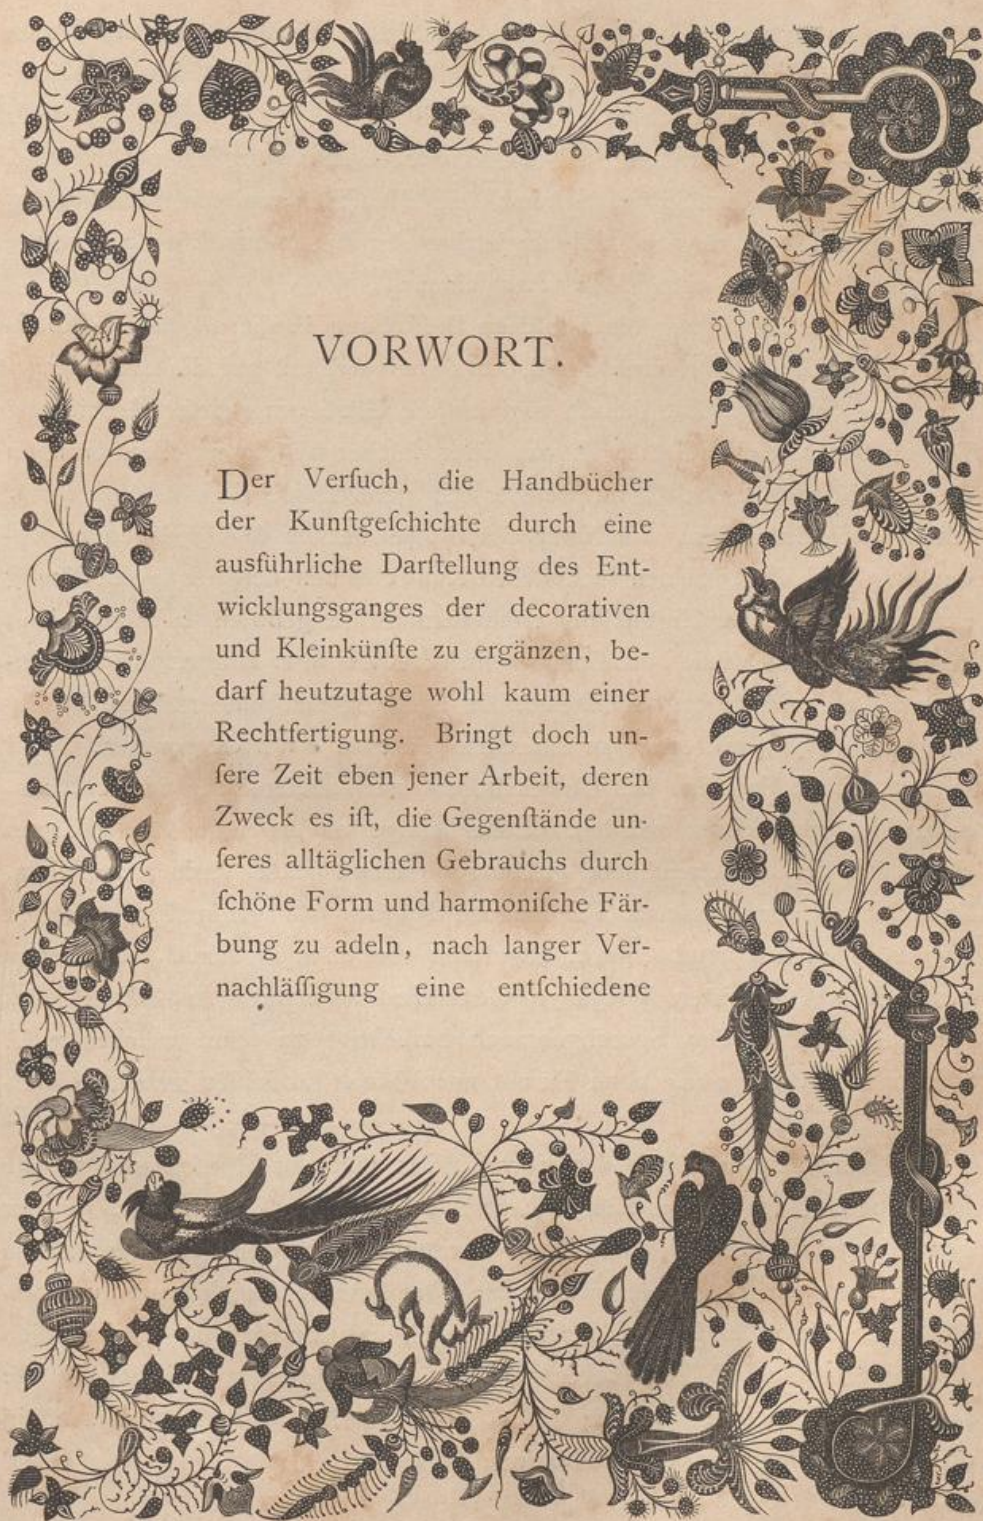 VORWORT.
Der Verſuch, die Handbücher
der Kunſtgeſchichte durch eine
ausführliche Darſtellung des Ent-
wicklungsganges der decorativen
und Kleinkünſte zu ergänzen, be-
darf heutzutage wohl kaum einer
Rechtfertigung. Bringt doch un-
ſere Zeit eben jener Arbeit, deren
Zweck es iſt, die Gegenſtände un-
ſeres alltäglichen Gebrauchs durch
ſchöne Form und harmoniſche Fär-
bung zu adeln, nach langer Ver-
nachläſſigung eine entſchiedene